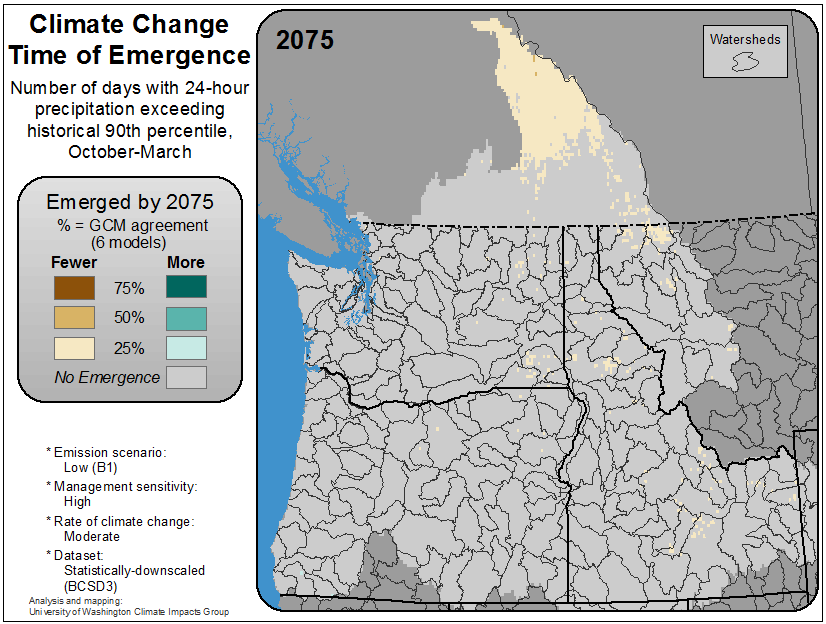 Climate Change
Time of Emergence
Number of days with 24-hour
precipitation exceeding
historical 90th percentile,
October-March
Emerged by 2075
% = GCM agreement
(6 models)
Fewer More
75%
50%
25%
No Emergence
* Emission scenario:
Low (B1)
* Management sensitivity:
High
* Rate of climate change:
Moderate
* Dataset:
Statistically-downscaled
(BCSD3)
Analysis and mapping:
University of Washington Climate Impacts Group
2075
Watersheds